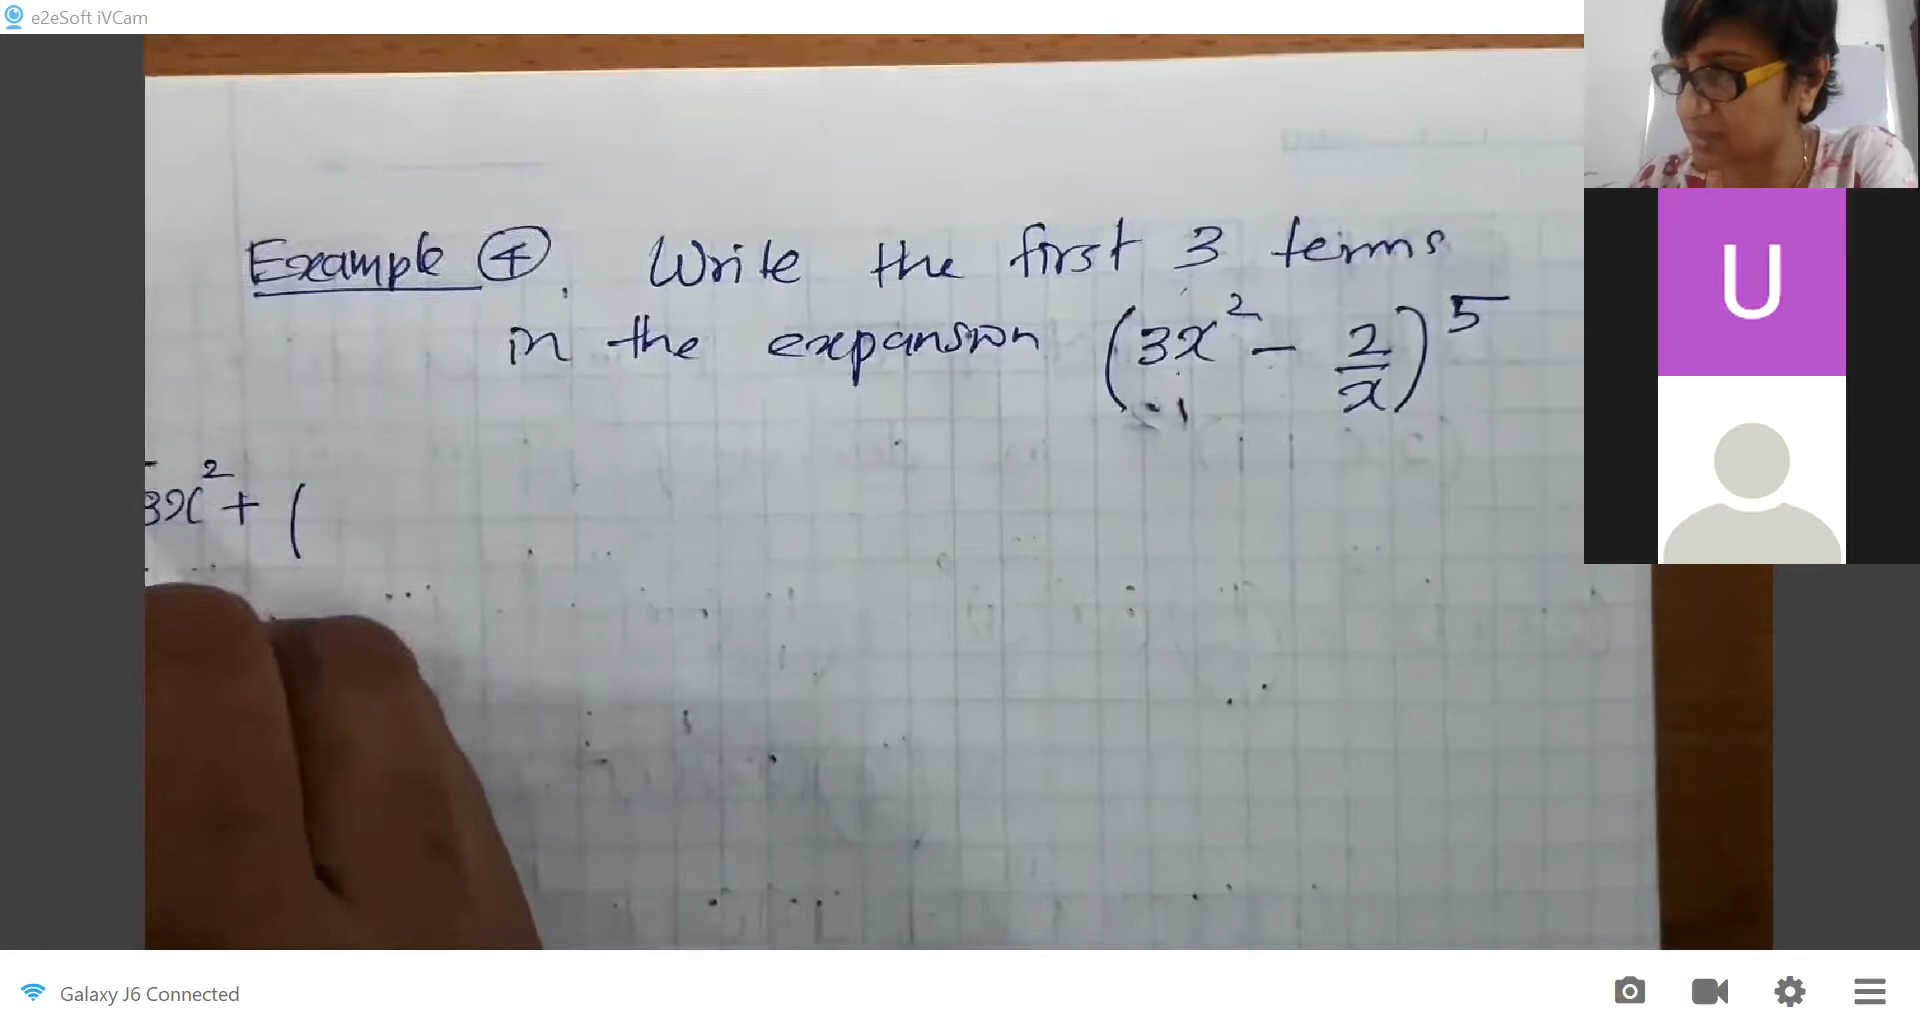 e2eSoft iVCam
Example ④. Write the first 3 terms
in the expansion (3x² - 2/x)⁵
3x² + (
U
Galaxy J6 Connected